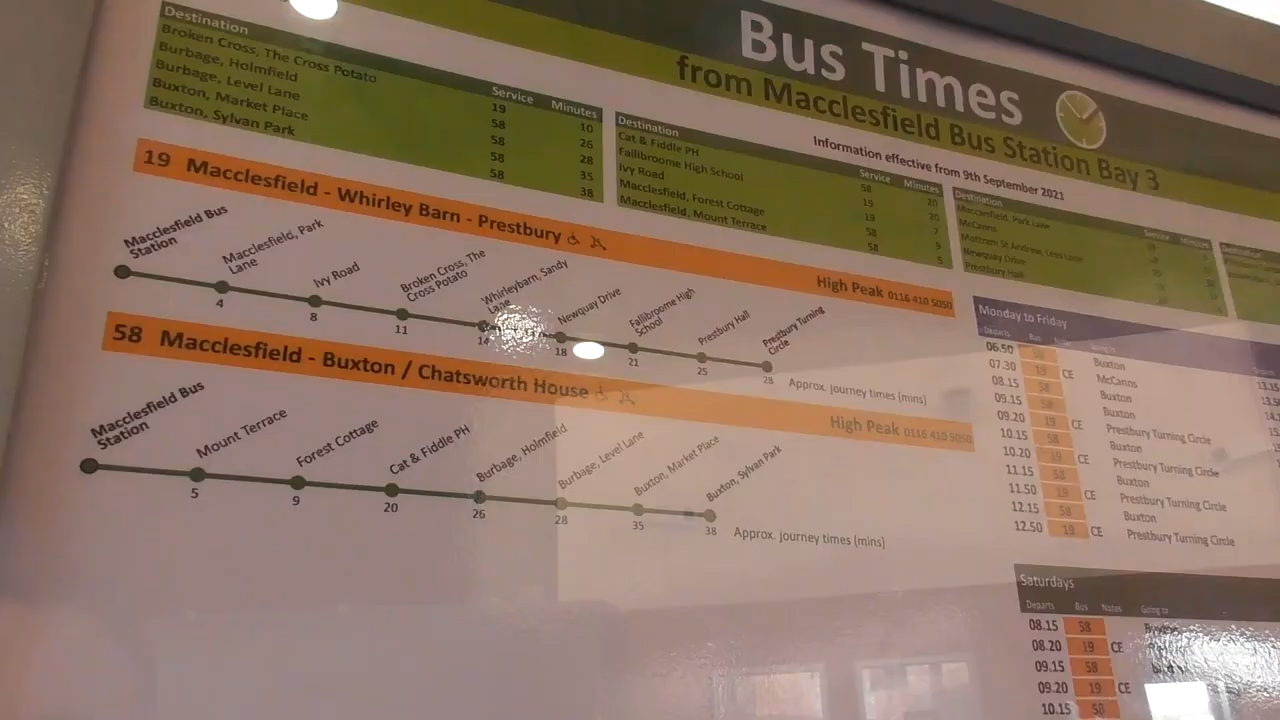 Bus Times
from Macclesfield Bus Station Bay 3
Information effective from 9th September 2021
Destination Service Minutes
Broken Cross, The Cross Potato 19 10
Burbage, Holmfield 58 26
Burbage, Level Lane 58 28
Buxton, Market Place 58 35
Buxton, Sylvan Park 58 38
Destination Service Minutes
Cat & Fiddle PH 58 20
Fallibroome High School 19 20
Ivy Road 19 7
Macclesfield, Forest Cottage 58 9
Macclesfield, Mount Terrace 58 5
Destination Service Minutes
Macclesfield, Park Lane
McCanns
Mottram St Andrew, Lees Lane
Newquay Drive
Prestbury Hall
19 Macclesfield - Whirley Barn - Prestbury
High Peak 0116 410 5050
Macclesfield Bus Station
Macclesfield, Park Lane
Ivy Road
Broken Cross, The Cross Potato
Whirleybarn, Sandy Lane
Newquay Drive
Fallibroome High School
Prestbury Hall
Prestbury Turning Circle
4 8 11 14 18 21 25 28
Approx. journey times (mins)
58 Macclesfield - Buxton / Chatsworth House
High Peak 0116 410 5050
Macclesfield Bus Station
Mount Terrace
Forest Cottage
Cat & Fiddle PH
Burbage, Holmfield
Burbage, Level Lane
Buxton, Market Place
Buxton, Sylvan Park
5 9 20 26 28 35 38
Approx. journey times (mins)
Monday to Friday
Departs Bus Notes Going to
06.50 58 Buxton
07.30 19 CE McCanns
08.15 58 Buxton
09.15 58 Buxton
09.20 19 CE Prestbury Turning Circle
10.15 58 Buxton
10.20 19 CE Prestbury Turning Circle
11.15 58 Buxton
11.50 19 CE Prestbury Turning Circle
12.15 58 Buxton
12.50 19 CE Prestbury Turning Circle
Saturdays
Departs Bus Notes Going to
08.15 58 Buxton
08.20 19 CE
09.15 58
09.20 19 CE
10.15 58